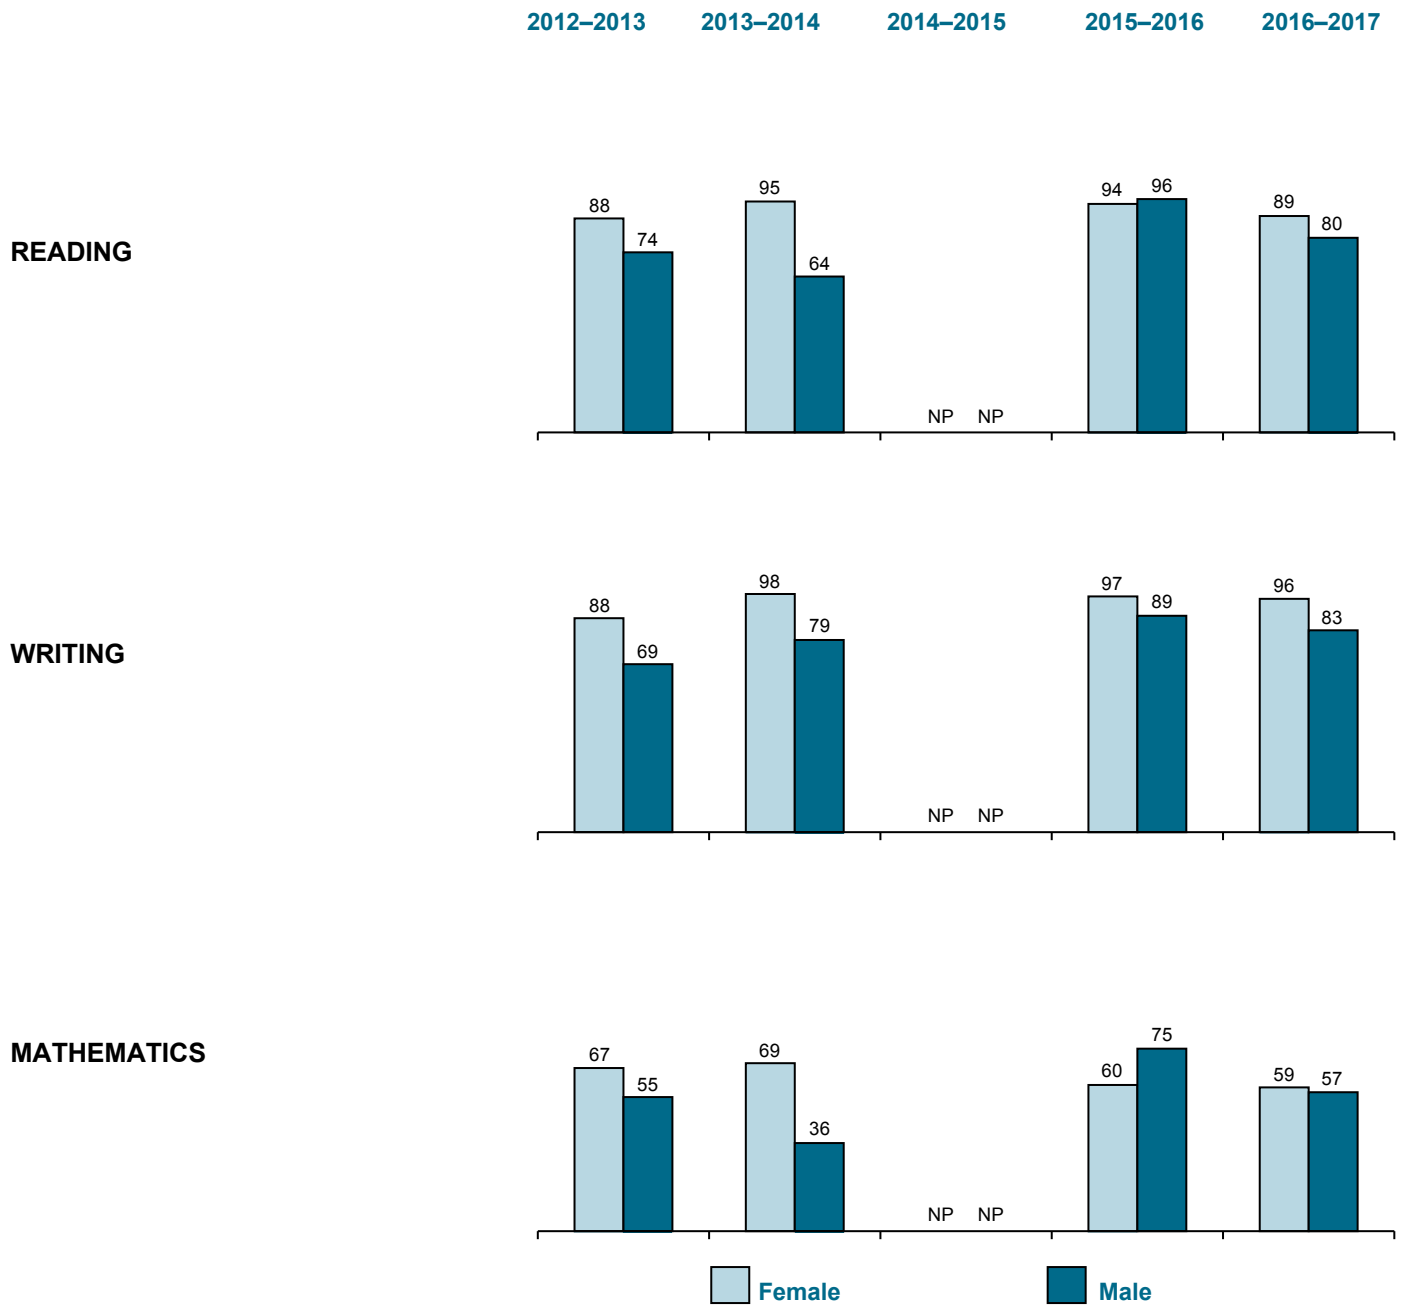 2012–2013 2013–2014 2014–2015 2015–2016 2016–2017
READING
88 74 95 64 NP NP 94 96 89 80
WRITING
88 69 98 79 NP NP 97 89 96 83
MATHEMATICS
67 55 69 36 NP NP 60 75 59 57
Female Male